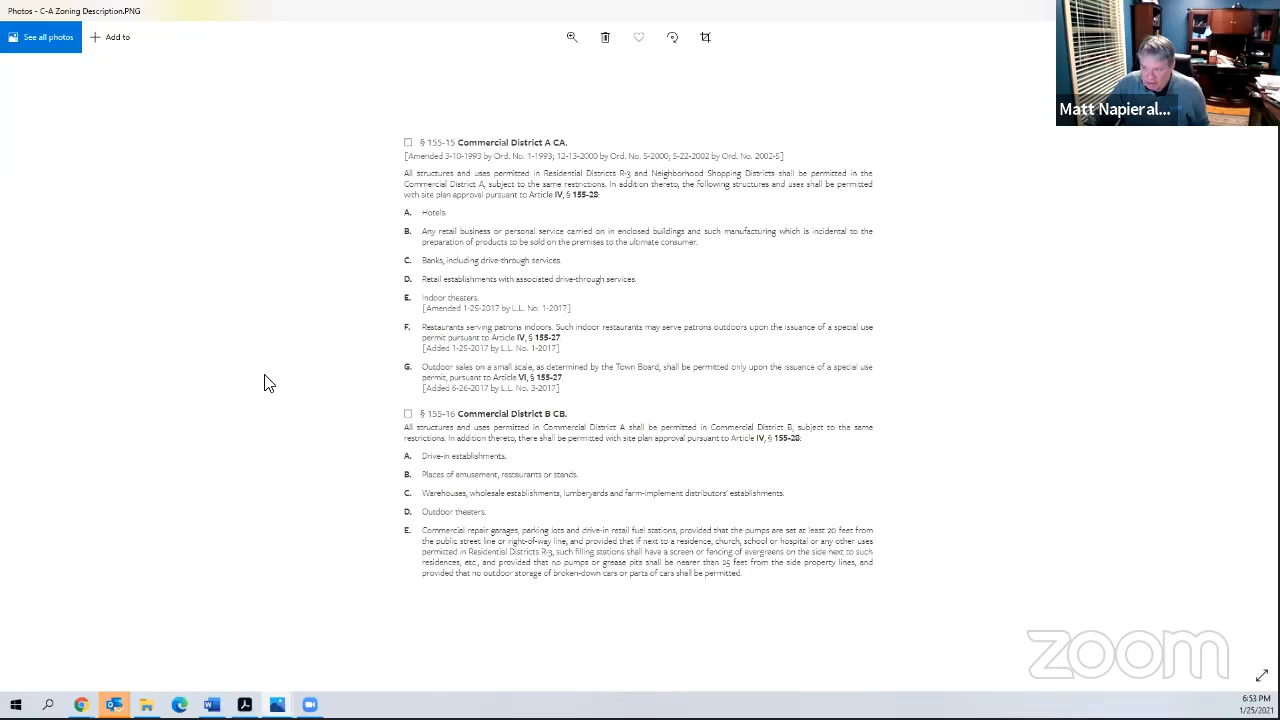 Photos - C-A Zoning Description.PNG
See all photos
Add to
Matt Napieral...
§ 155-15 Commercial District A CA.
[Amended 3-10-1993 by Ord. No. 1-1993; 12-13-2000 by Ord. No. 5-2000; 5-22-2002 by Ord. No. 2002-5]
All structures and uses permitted in Residential Districts R-3 and Neighborhood Shopping Districts shall be permitted in the
Commercial District A, subject to the same restrictions. In addition thereto, the following structures and uses shall be permitted
with site plan approval pursuant to Article IV, § 155-28:
A. Hotels.
B. Any retail business or personal service carried on in enclosed buildings and such manufacturing which is incidental to the
preparation of products to be sold on the premises to the ultimate consumer.
C. Banks, including drive-through services.
D. Retail establishments with associated drive-through services.
E. Indoor theaters.
[Amended 1-25-2017 by L.L. No. 1-2017]
F. Restaurants serving patrons indoors. Such indoor restaurants may serve patrons outdoors upon the issuance of a special use
permit pursuant to Article IV, § 155-27.
[Added 1-25-2017 by L.L. No. 1-2017]
G. Outdoor sales on a small scale, as determined by the Town Board, shall be permitted only upon the issuance of a special use
permit, pursuant to Article VI, § 155-27.
[Added 6-26-2017 by L.L. No. 3-2017]
§ 155-16 Commercial District B CB.
All structures and uses permitted in Commercial District A shall be permitted in Commercial District B, subject to the same
restrictions. In addition thereto, there shall be permitted with site plan approval pursuant to Article IV, § 155-28:
A. Drive-in establishments.
B. Places of amusement, restaurants or stands.
C. Warehouses, wholesale establishments, lumberyards and farm-implement distributors' establishments.
D. Outdoor theaters.
E. Commercial repair garages, parking lots and drive-in retail fuel stations, provided that the pumps are set at least 20 feet from
the public street line or right-of-way line, and provided that if next to a residence, church, school or hospital or any other uses
permitted in Residential Districts R-3, such filling stations shall have a screen or fencing of evergreens on the side next to such
residences, etc., and provided that no pumps or grease pits shall be nearer than 25 feet from the side property lines, and
provided that no outdoor storage of broken-down cars or parts of cars shall be permitted.
zoom
6:53 PM
1/25/2021